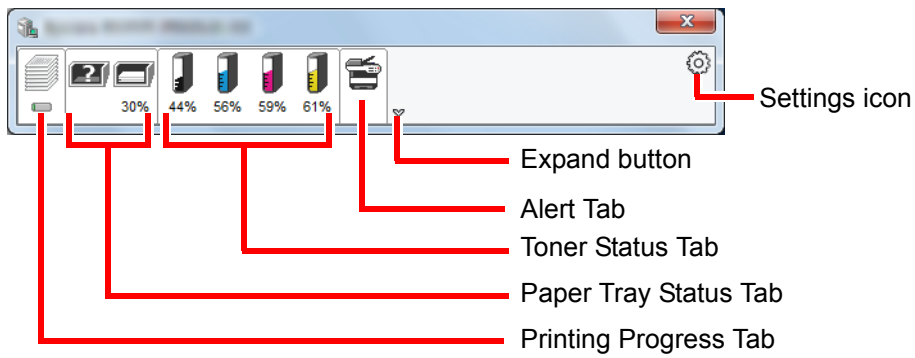 x
?
30% 44% 56% 59% 61%
Settings icon
Expand button
Alert Tab
Toner Status Tab
Paper Tray Status Tab
Printing Progress Tab